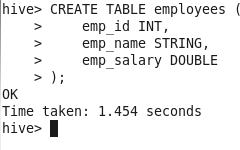 hive> CREATE TABLE employees (
    >     emp_id INT,
    >     emp_name STRING,
    >     emp_salary DOUBLE
    > );
OK
Time taken: 1.454 seconds
hive>